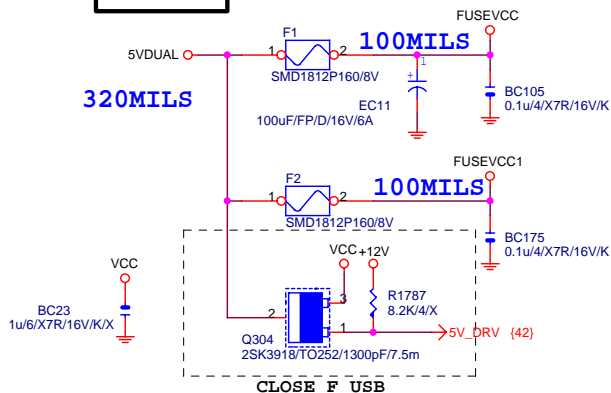 F1
FUSEVCC
5VDUAL
1
2
100MILS
SMD1812P160/8V
1
+
320MILS
EC11
100uF/FP/D/16V/6A
BC105
0.1u/4/X7R/16V/K
F2
FUSEVCC1
1
2
100MILS
SMD1812P160/8V
BC175
0.1u/4/X7R/16V/K
VCC
VCC
+12V
BC23
1u/6/X7R/16V/K/X
2
3
1
R1787
8.2K/4/X
5V_DRV {42}
Q304
2SK3918/TO252/1300pF/7.5m
CLOSE F USB